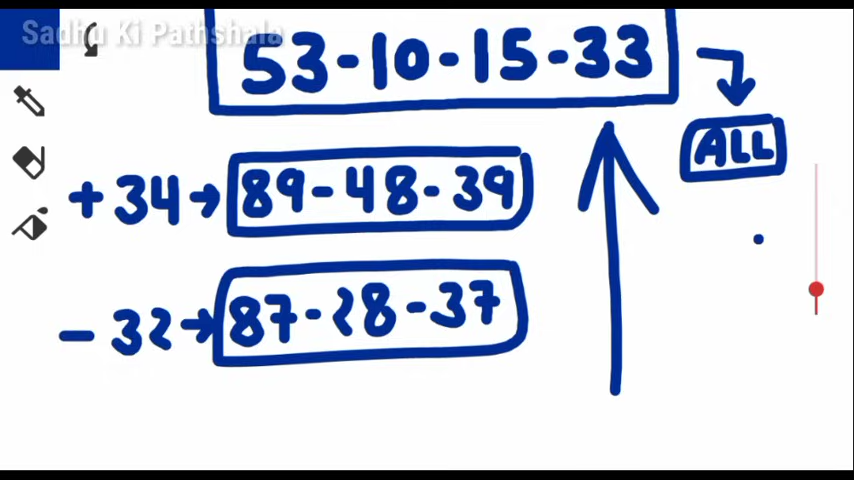 Sadhu Ki Pathshala
53-10-15-33
ALL
+34→ 89-48-39
-32→ 87-28-37